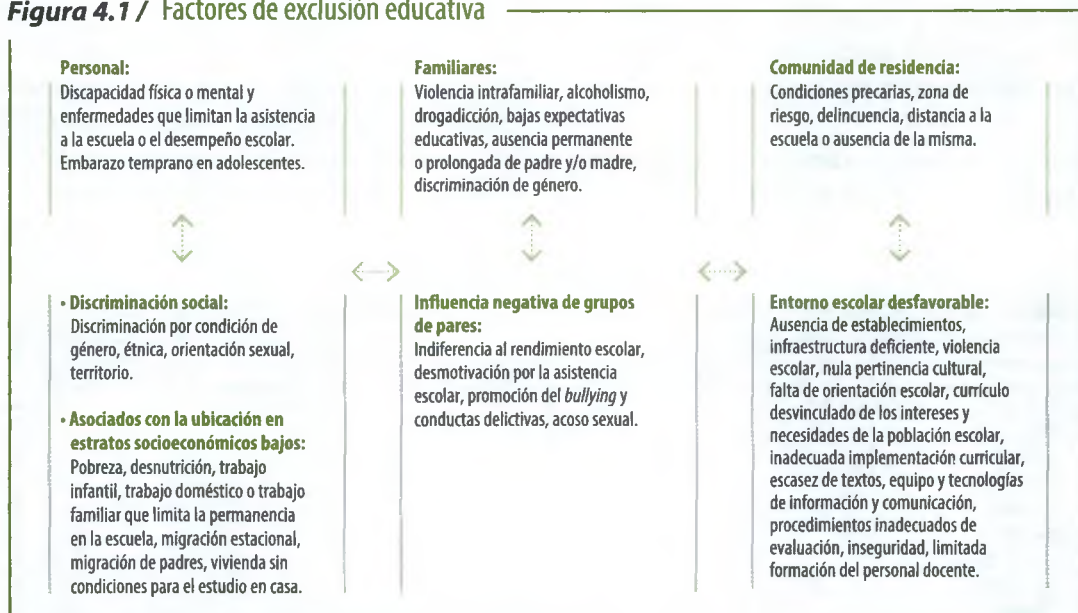 Figura 4.1 / Factores de exclusión educativa
Personal:
Discapacidad física o mental y
enfermedades que limitan la asistencia
a la escuela o el desempeño escolar.
Embarazo temprano en adolescentes.
Familiares:
Violencia intrafamiliar, alcoholismo,
drogadicción, bajas expectativas
educativas, ausencia permanente
o prolongada de padre y/o madre,
discriminación de género.
Comunidad de residencia:
Condiciones precarias, zona de
riesgo, delincuencia, distancia a la
escuela o ausencia de la misma.
• Discriminación social:
Discriminación por condición de
género, étnica, orientación sexual,
territorio.
• Asociados con la ubicación en
estratos socioeconómicos bajos:
Pobreza, desnutrición, trabajo
infantil, trabajo doméstico o trabajo
familiar que limita la permanencia
en la escuela, migración estacional,
migración de padres, vivienda sin
condiciones para el estudio en casa.
Influencia negativa de grupos
de pares:
Indiferencia al rendimiento escolar,
desmotivación por la asistencia
escolar, promoción del bullying y
conductas delictivas, acoso sexual.
Entorno escolar desfavorable:
Ausencia de establecimientos,
infraestructura deficiente, violencia
escolar, nula pertinencia cultural,
falta de orientación escolar, currículo
desvinculado de los intereses y
necesidades de la población escolar,
inadecuada implementación curricular,
escasez de textos, equipo y tecnologías
de información y comunicación,
procedimientos inadecuados de
evaluación, inseguridad, limitada
formación del personal docente.